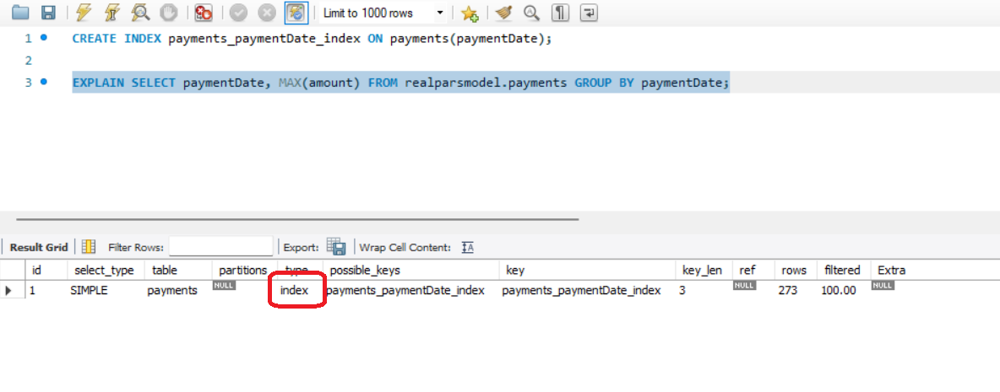 Limit to 1000 rows
1 CREATE INDEX payments_paymentDate_index ON payments(paymentDate);
2
3 EXPLAIN SELECT paymentDate, MAX(amount) FROM realparsmodel.payments GROUP BY paymentDate;
Result Grid Filter Rows: Export: Wrap Cell Content:
id select_type table partitions type possible_keys key key_len ref rows filtered Extra
1 SIMPLE payments NULL index payments_paymentDate_index payments_paymentDate_index 3 NULL 273 100.00 NULL